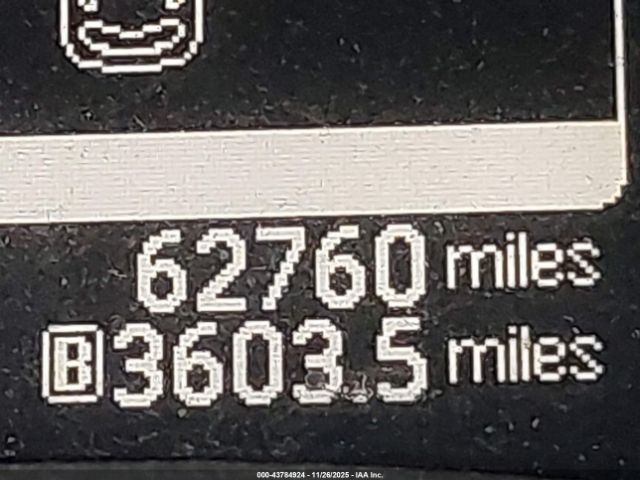 62760 miles
B 3603.5 miles
000-43784924 - 11/26/2025 - IAA Inc.